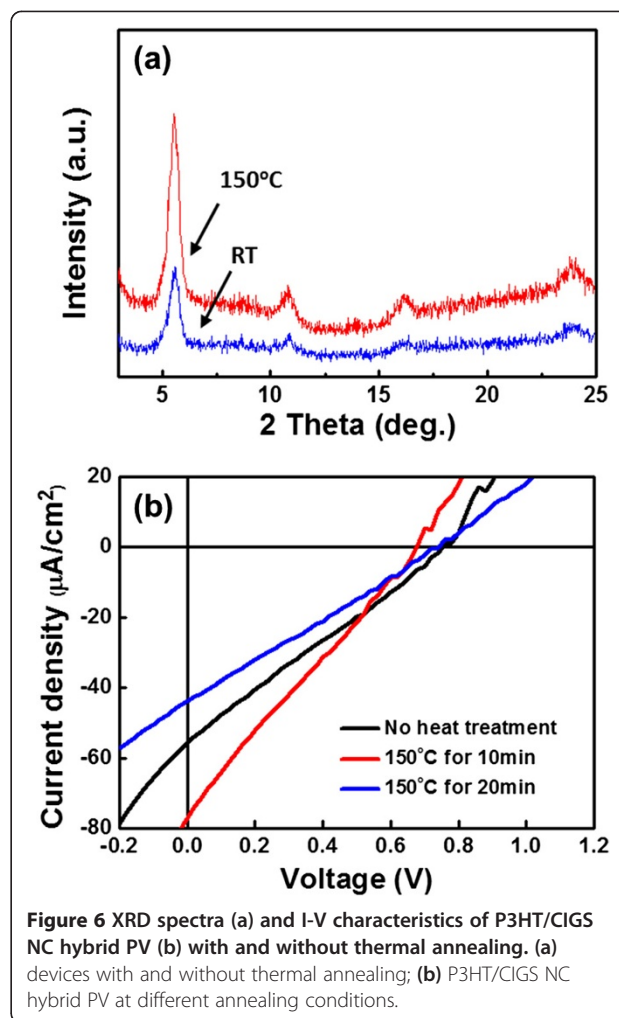 (a)
Intensity (a.u.)
150°C
RT
5 10 15 20 25
2 Theta (deg.)
(b)
Current density (μA/cm²)
20
0
-20
-40
-60
-80
No heat treatment
150°C for 10min
150°C for 20min
-0.2 0.0 0.2 0.4 0.6 0.8 1.0 1.2
Voltage (V)
Figure 6 XRD spectra (a) and I-V characteristics of P3HT/CIGS
NC hybrid PV (b) with and without thermal annealing. (a)
devices with and without thermal annealing; (b) P3HT/CIGS NC
hybrid PV at different annealing conditions.